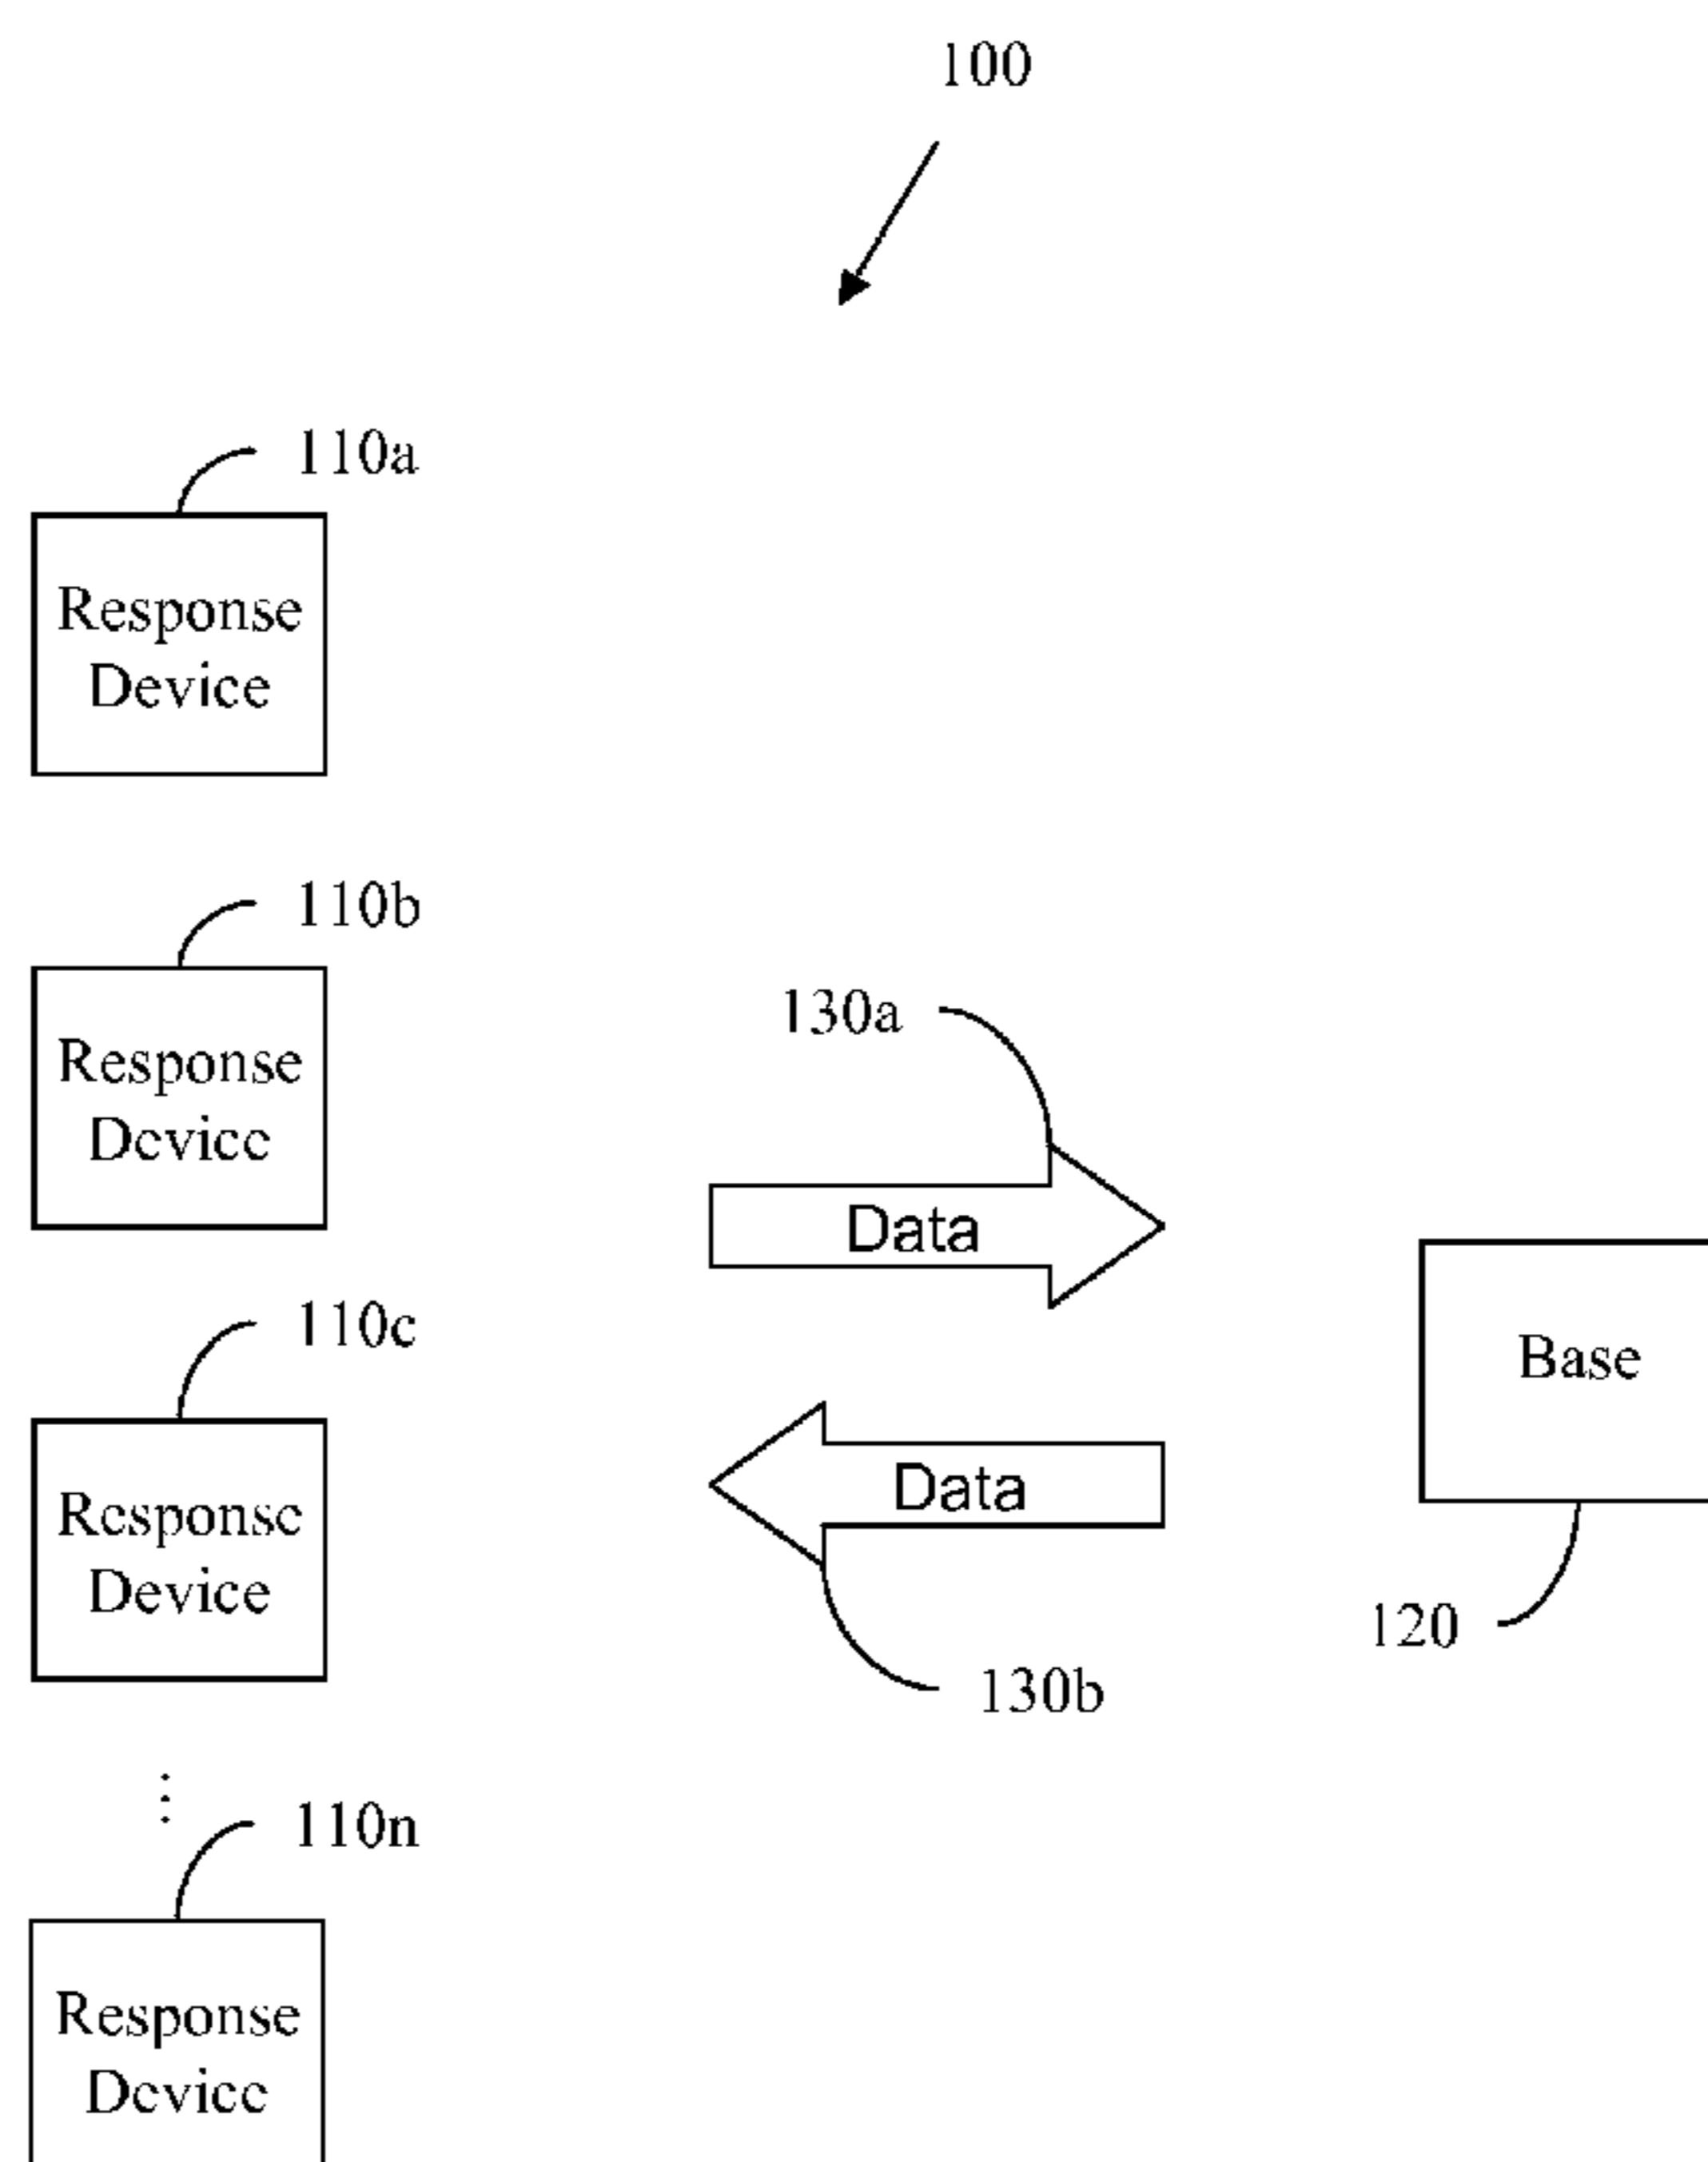 100
110a
Response
Device
110b
Response
Device
130a
Data
110c
Base
Response
Device
Data
120
130b
110n
Response
Device